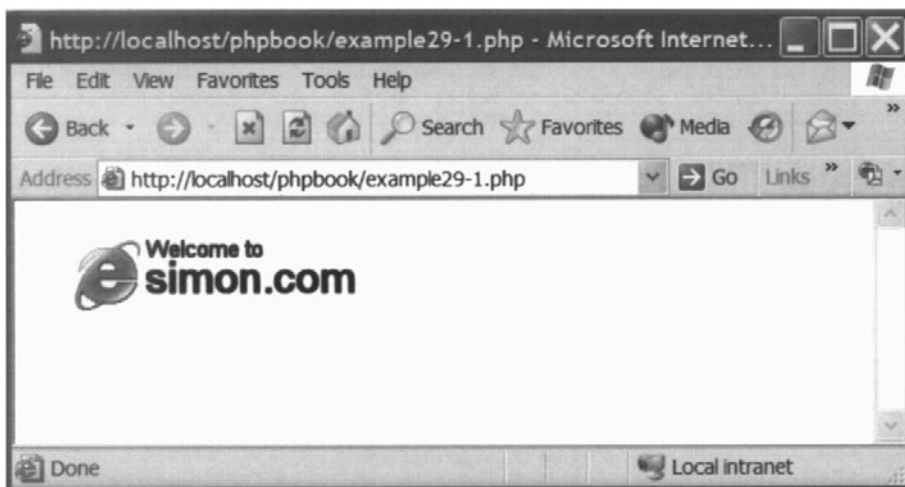 http://localhost/phpbook/example29-1.php - Microsoft Internet...
File Edit View Favorites Tools Help
Back Search Favorites Media »
Address http://localhost/phpbook/example29-1.php Go Links »
Welcome to
simon.com
Done Local intranet